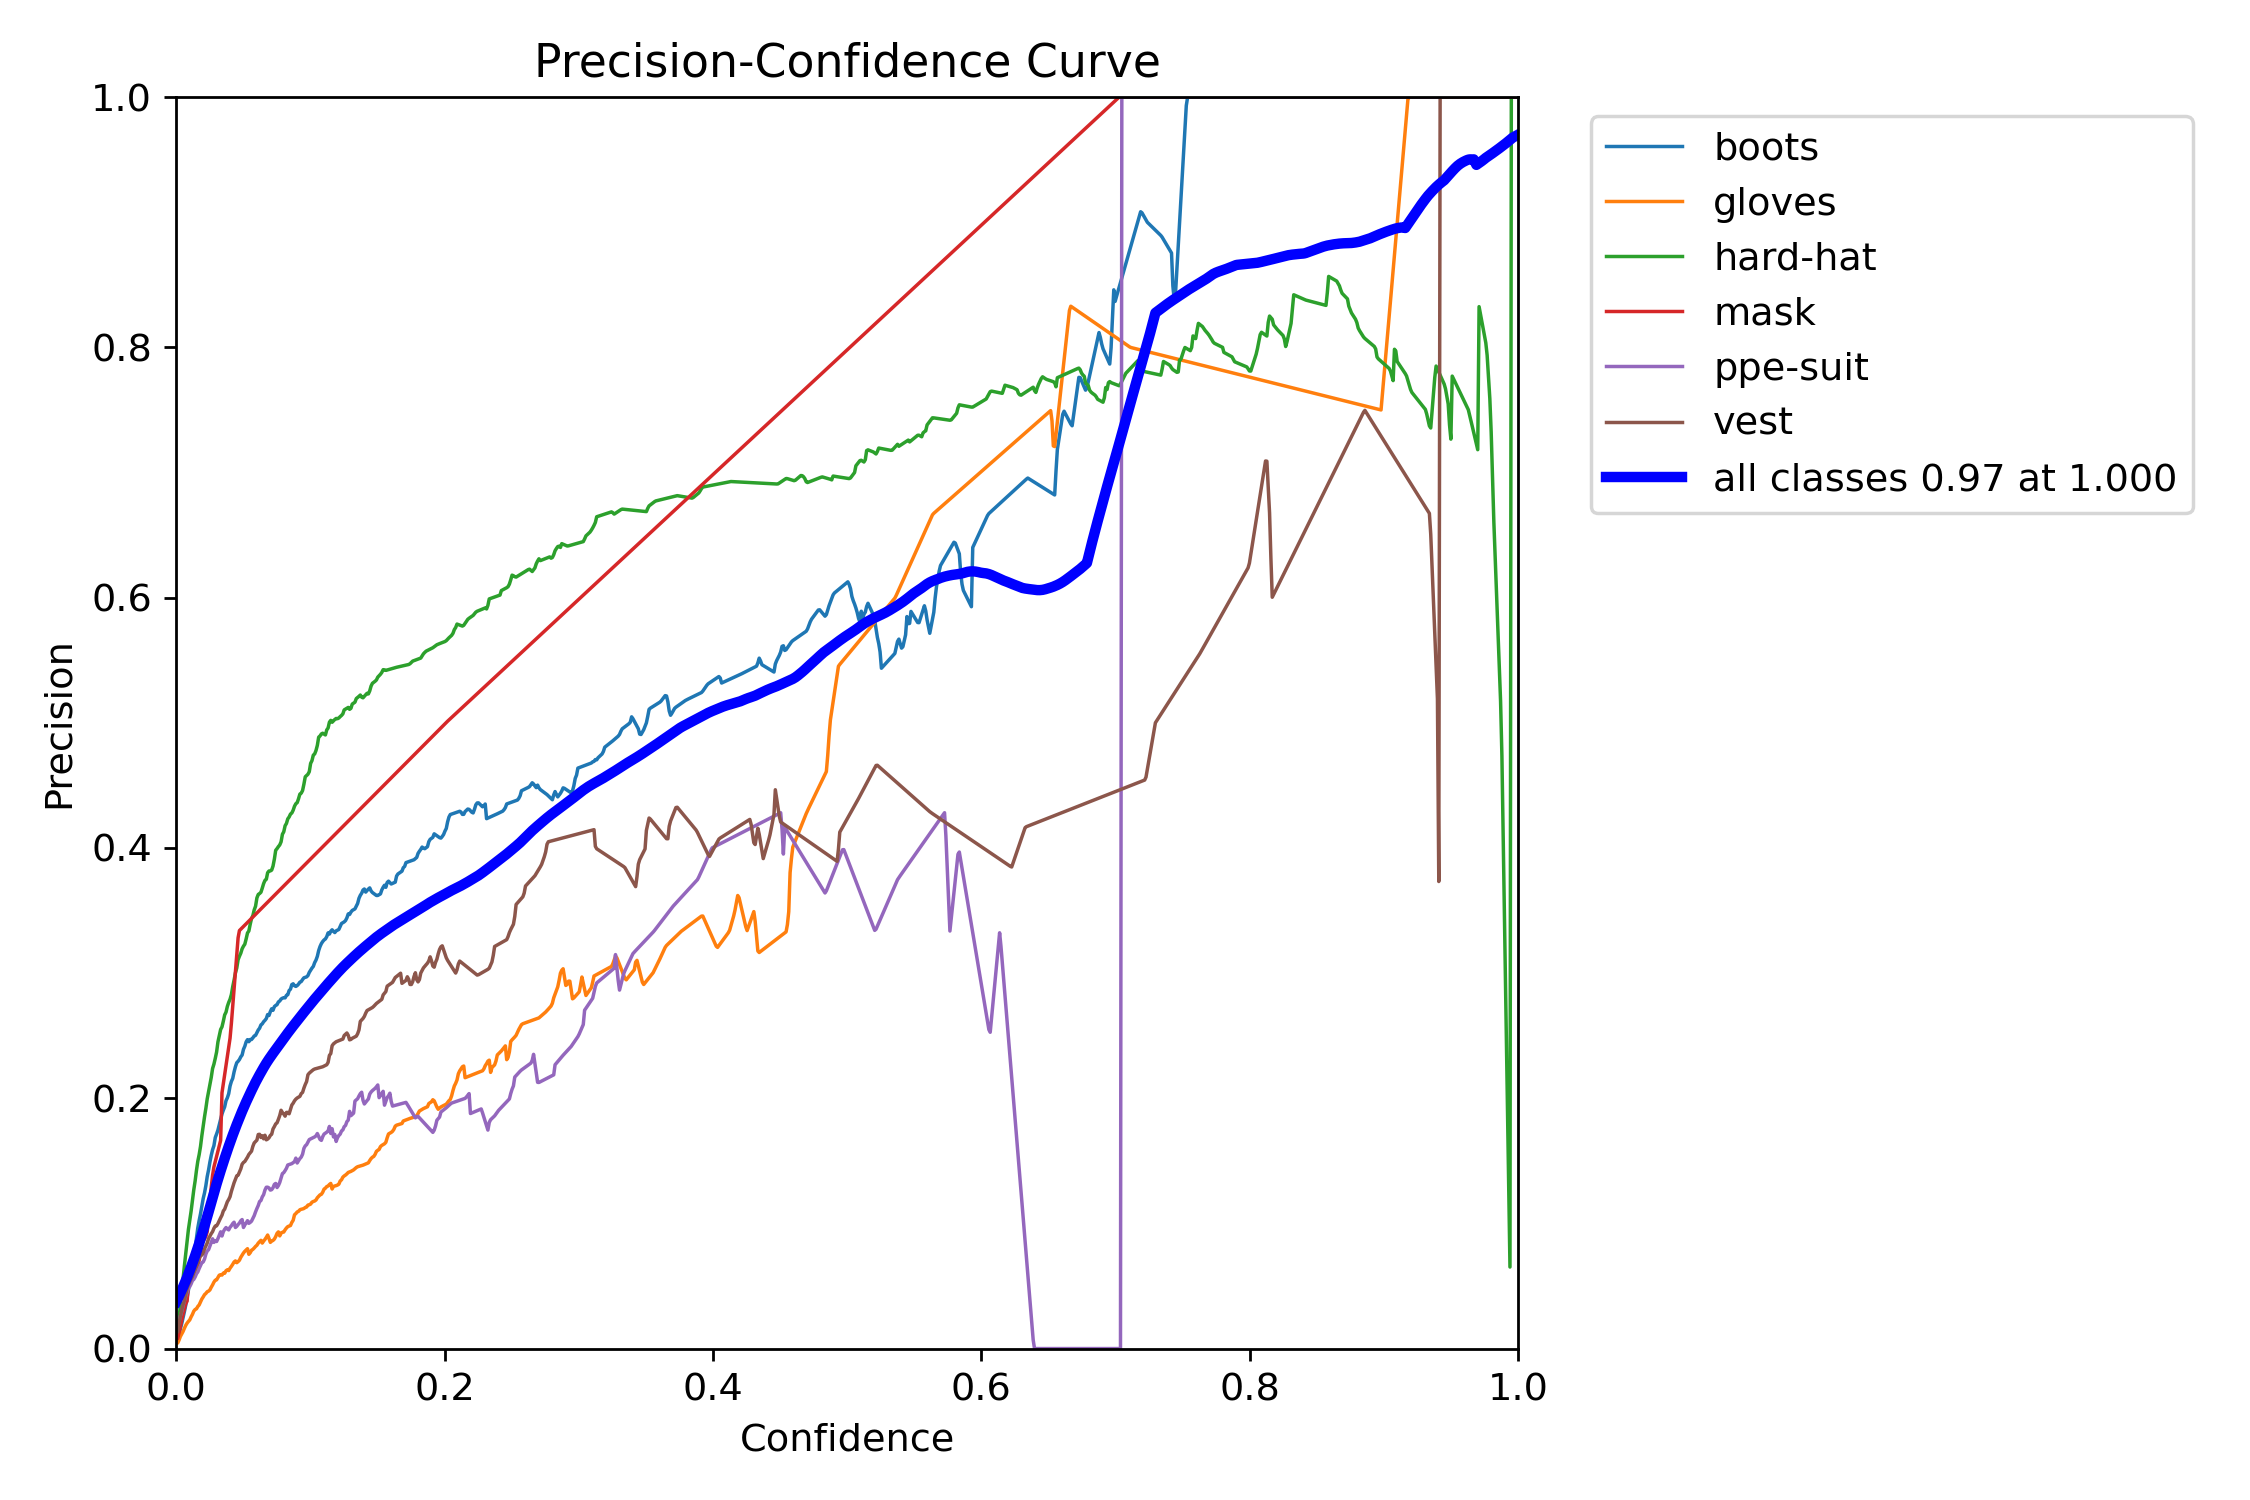 Precision-Confidence Curve
1.0
0.8
0.6
0.4
0.2
0.0
Precision
0.0 0.2 0.4 0.6 0.8 1.0
Confidence
boots
gloves
hard-hat
mask
ppe-suit
vest
all classes 0.97 at 1.000